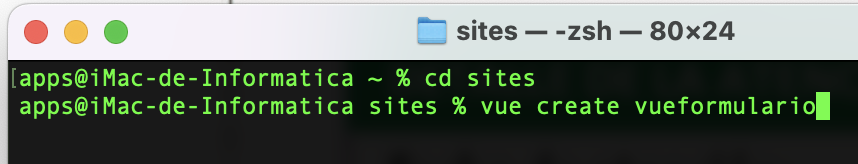 sites — -zsh — 80×24
[apps@iMac-de-Informatica ~ % cd sites
apps@iMac-de-Informatica sites % vue create vueformulario